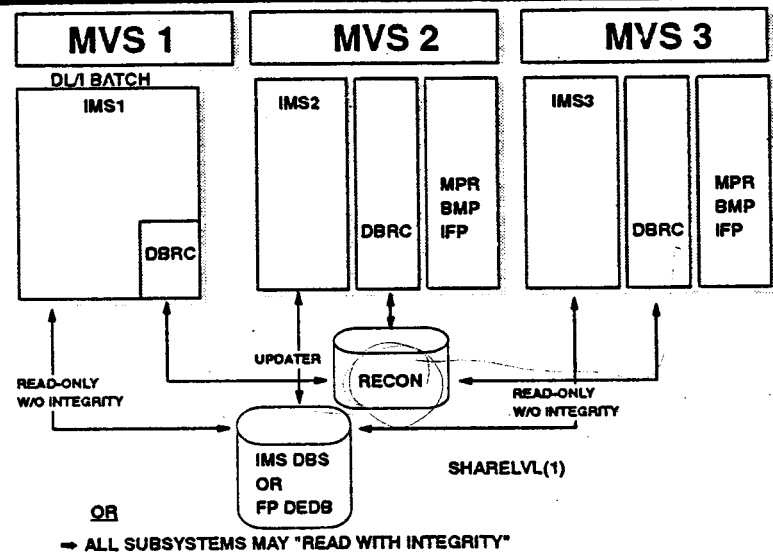 MVS 1
MVS 2
MVS 3
DL/I BATCH
IMS1
DBRC
IMS2
DBRC
MPR
BMP
IFP
IMS3
DBRC
MPR
BMP
IFP
UPDATER
RECON
READ-ONLY
W/O INTEGRITY
READ-ONLY
W/O INTEGRITY
IMS DBS
OR
FP DEDB
SHARELVL(1)
OR
➡ ALL SUBSYSTEMS MAY "READ WITH INTEGRITY"